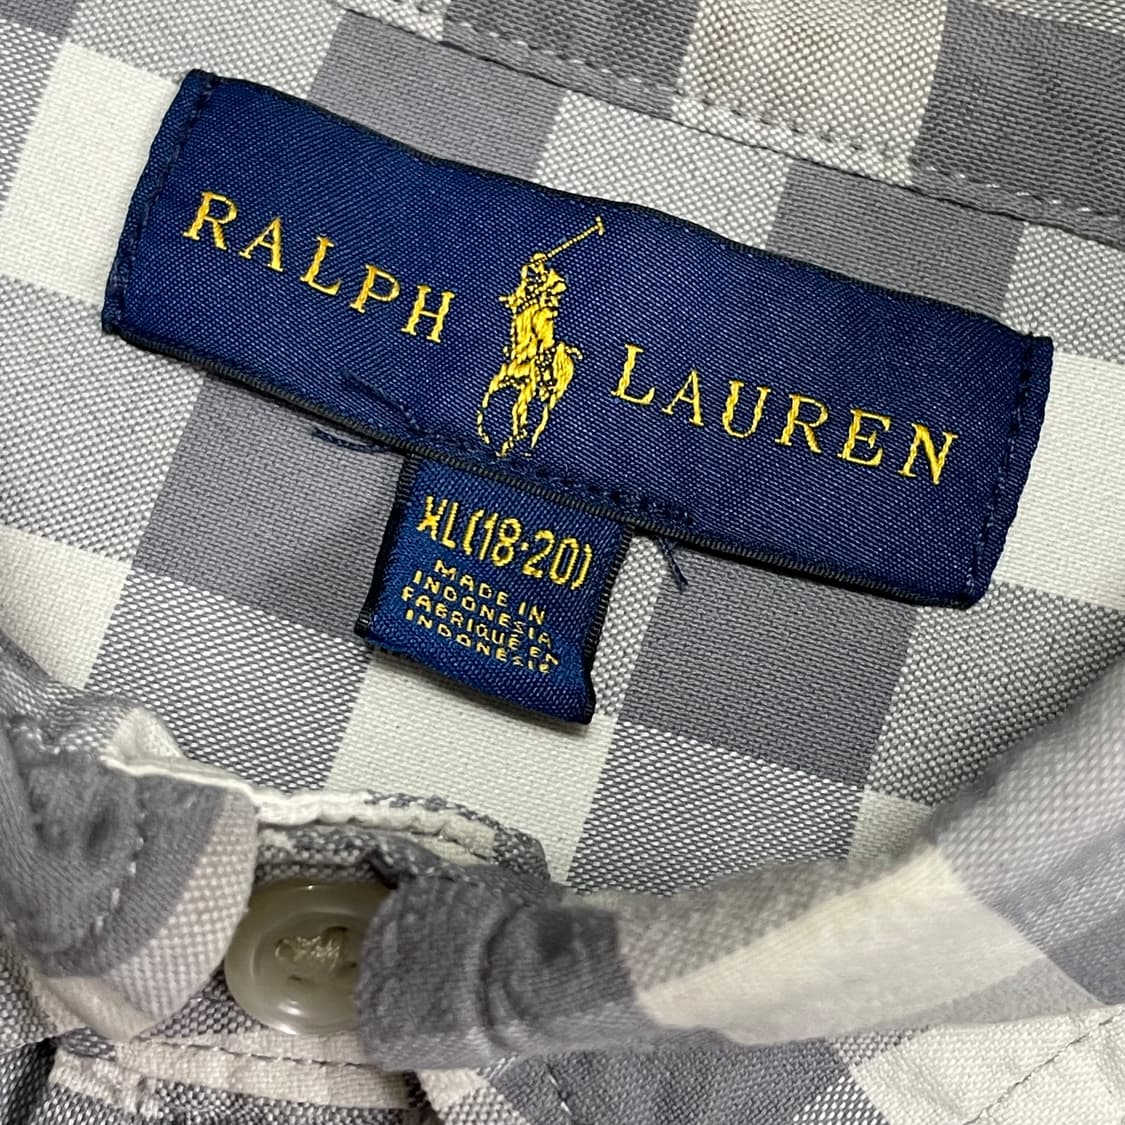 RALPH LAUREN
XL(18-20)
MADE IN
INDONESIA
FABRIQUÉ EN
INDONÉSIE